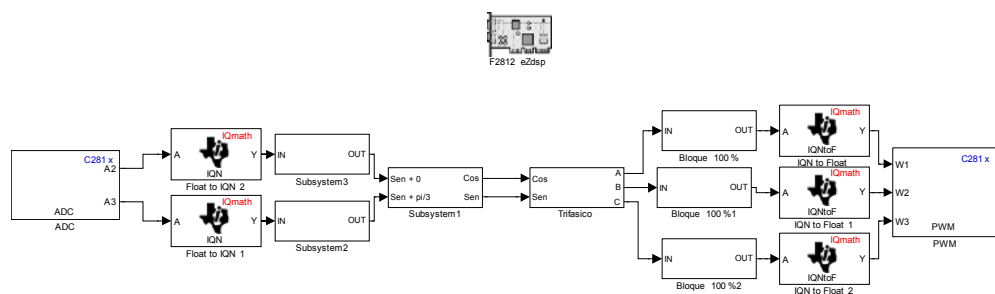 F2812 eZdsp
C281x
A2
A3
ADC
ADC
IQmath
A
Y
IQN
Float to IQN 2
IQmath
A
Y
IQN
Float to IQN 1
IN
OUT
Subsystem3
IN
OUT
Subsystem2
Sen + 0
Sen + pi/3
Cos
Sen
Subsystem1
Cos
Sen
A
B
C
Trifasico
IN
OUT
Bloque 100 %
IN
OUT
Bloque 100 %1
IN
OUT
Bloque 100 %2
IQmath
A
Y
IQNtoF
IQN to Float
IQmath
A
Y
IQNtoF
IQN to Float 1
IQmath
A
Y
IQNtoF
IQN to Float 2
C281x
W1
W2
W3
PWM
PWM